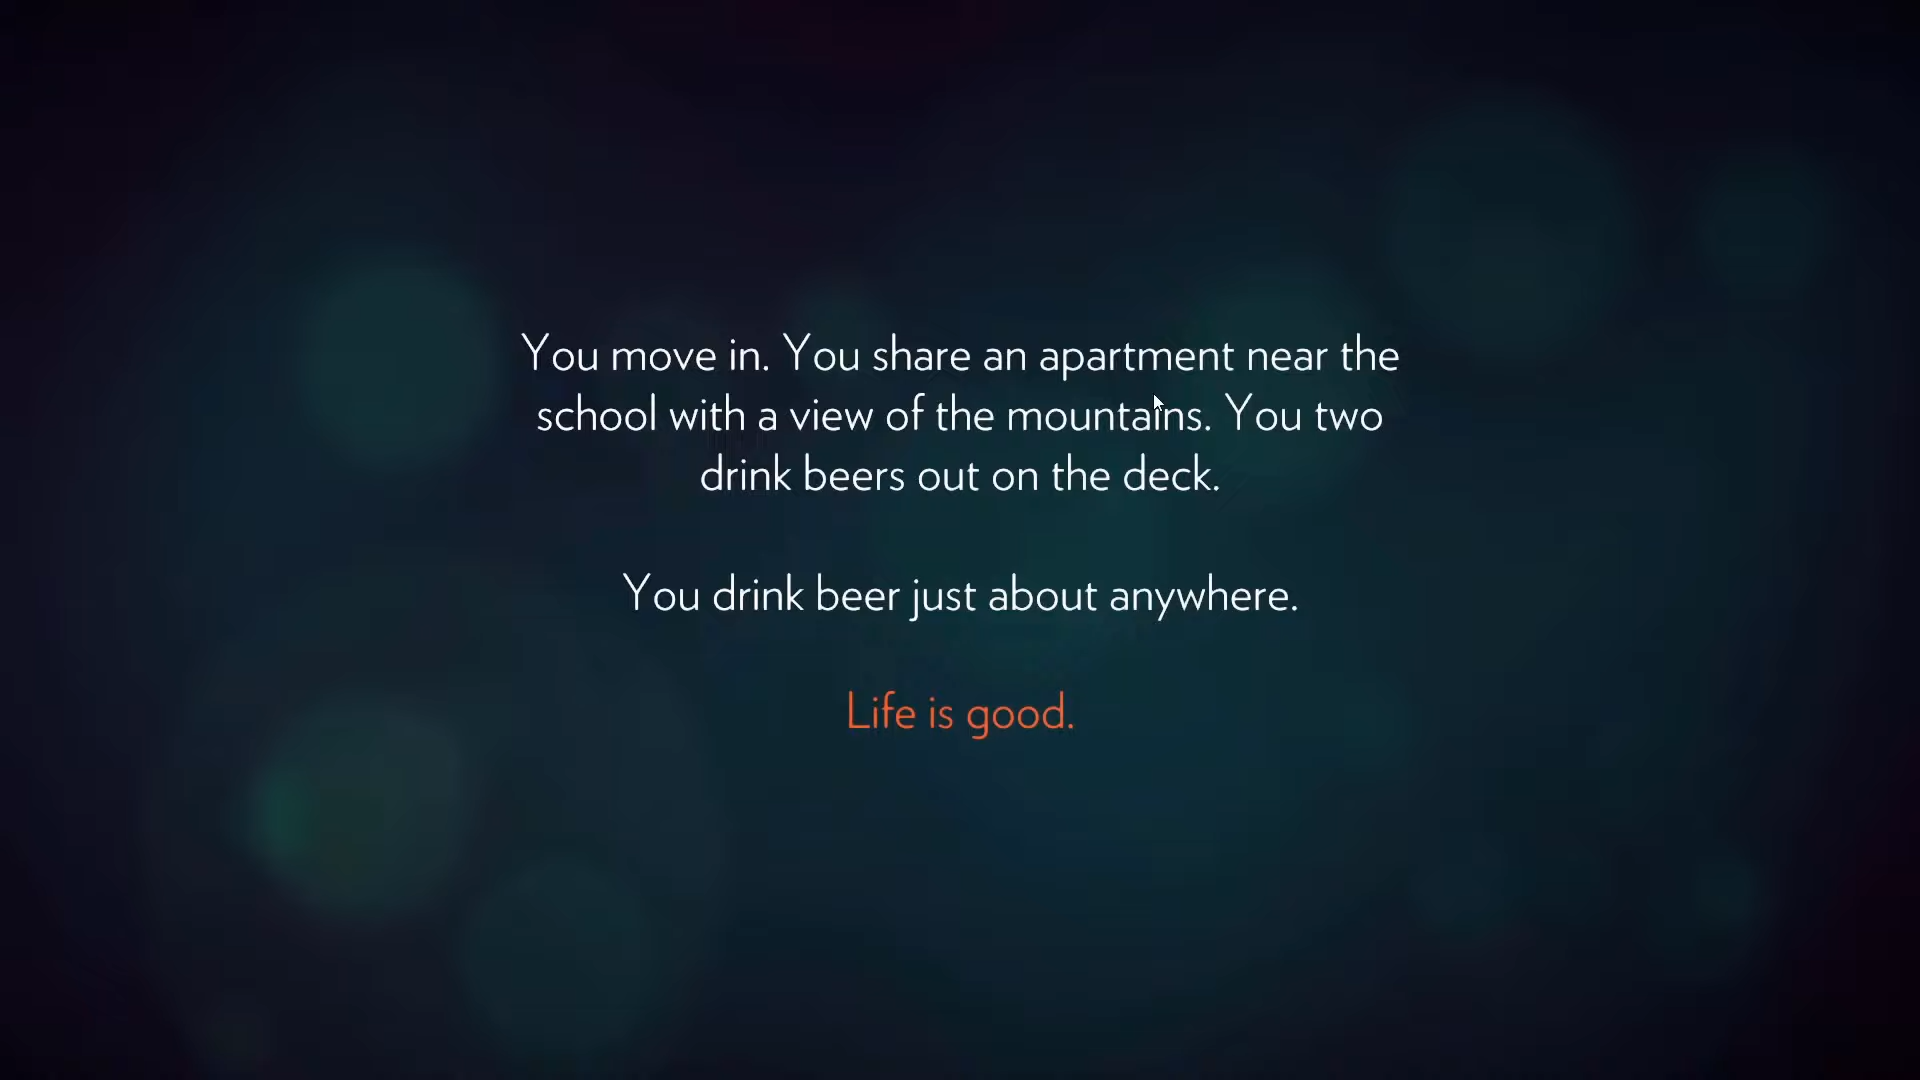 You move in. You share an apartment near the
school with a view of the mountains. You two
drink beers out on the deck.
You drink beer just about anywhere.
Life is good.